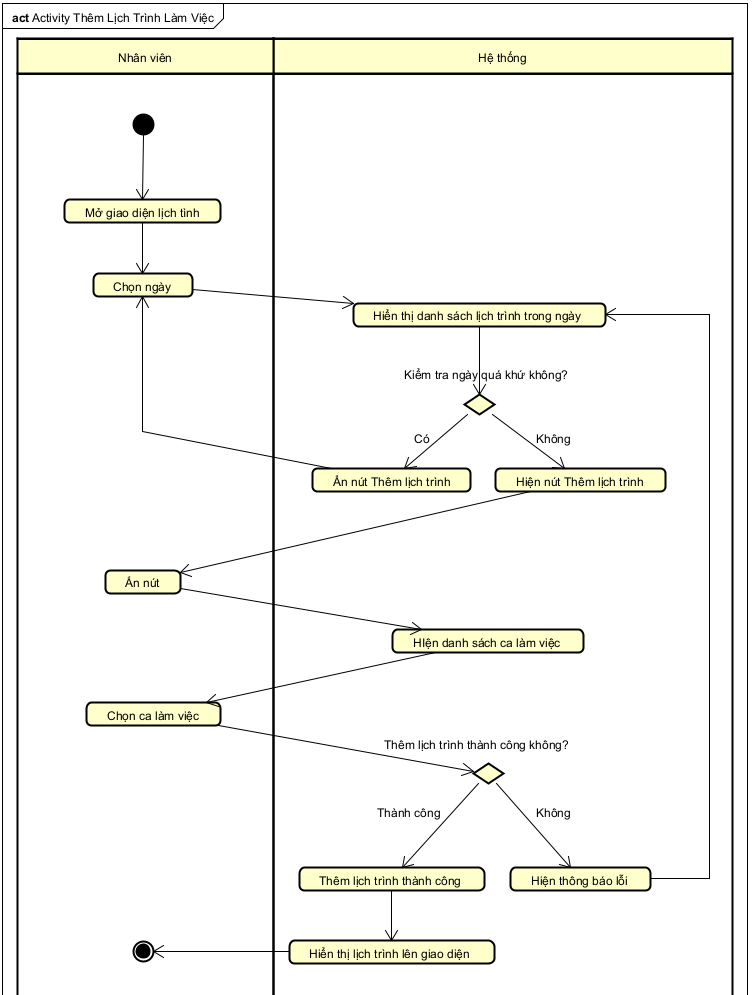 act Activity Thêm Lịch Trình Làm Việc
Nhân viên
Hệ thống
Mở giao diện lịch tình
Chọn ngày
Hiển thị danh sách lịch trình trong ngày
Kiểm tra ngày quá khứ không?
Có
Không
Ẩn nút Thêm lịch trình
Hiện nút Thêm lịch trình
Ấn nút
HIện danh sách ca làm việc
Chọn ca làm việc
Thêm lịch trình thành công không?
Thành công
Không
Thêm lịch trình thành công
Hiện thông báo lỗi
Hiển thị lịch trình lên giao diện